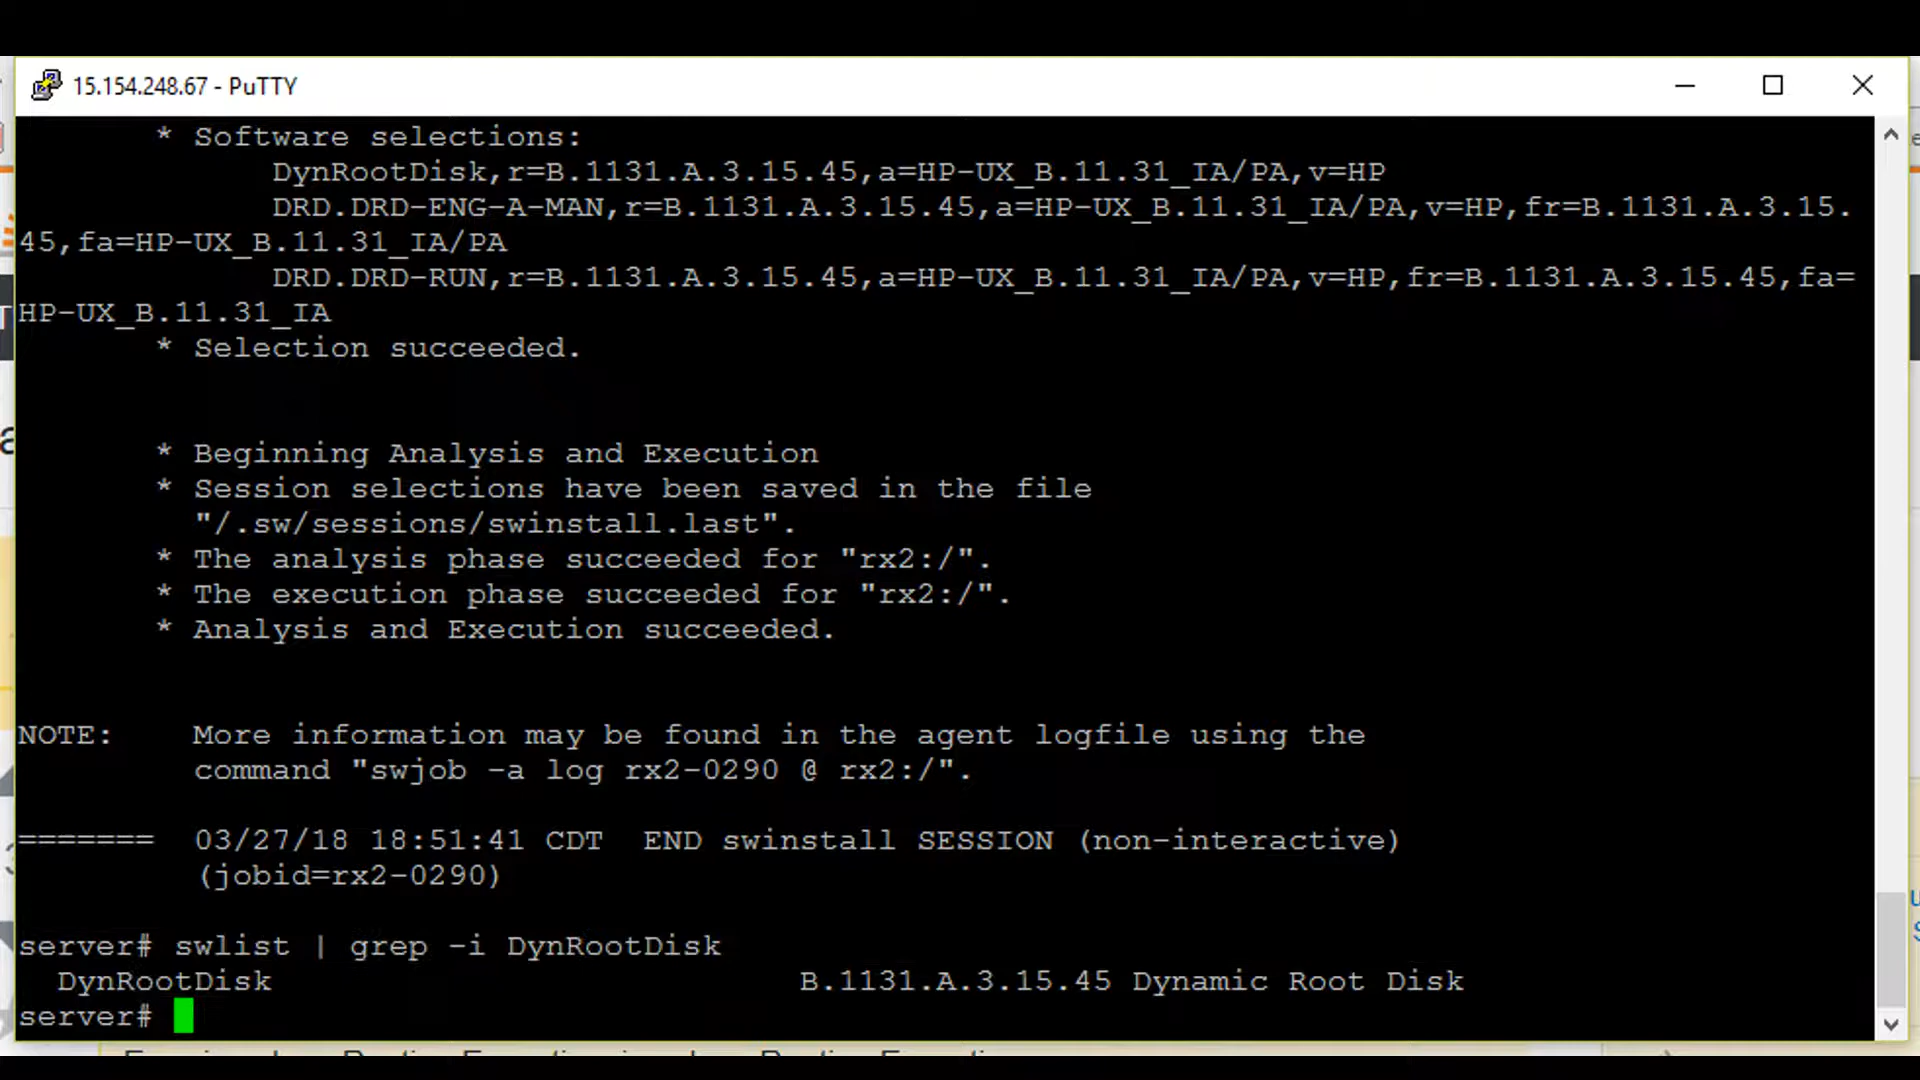 15.154.248.67 - PuTTY
* Software selections:
DynRootDisk,r=B.1131.A.3.15.45,a=HP-UX_B.11.31_IA/PA,v=HP
DRD.DRD-ENG-A-MAN,r=B.1131.A.3.15.45,a=HP-UX_B.11.31_IA/PA,v=HP,fr=B.1131.A.3.15.
45,fa=HP-UX_B.11.31_IA/PA
DRD.DRD-RUN,r=B.1131.A.3.15.45,a=HP-UX_B.11.31_IA/PA,v=HP,fr=B.1131.A.3.15.45,fa=
HP-UX_B.11.31_IA
* Selection succeeded.
* Beginning Analysis and Execution
* Session selections have been saved in the file
"/.sw/sessions/swinstall.last".
* The analysis phase succeeded for "rx2:/".
* The execution phase succeeded for "rx2:/".
* Analysis and Execution succeeded.
NOTE: More information may be found in the agent logfile using the
command "swjob -a log rx2-0290 @ rx2:/".
======= 03/27/18 18:51:41 CDT END swinstall SESSION (non-interactive)
(jobid=rx2-0290)
server# swlist | grep -i DynRootDisk
DynRootDisk B.1131.A.3.15.45 Dynamic Root Disk
server#